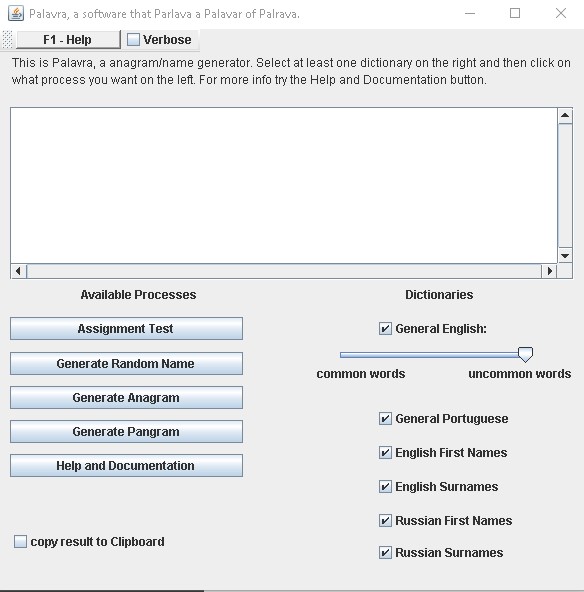 Palavra, a software that Parlava a Palavar of Palrava.
F1 - Help Verbose
This is Palavra, a anagram/name generator. Select at least one dictionary on the right and then click on
what process you want on the left. For more info try the Help and Documentation button.
Available Processes
Assignment Test
Generate Random Name
Generate Anagram
Generate Pangram
Help and Documentation
copy result to Clipboard
Dictionaries
General English:
common words uncommon words
General Portuguese
English First Names
English Surnames
Russian First Names
Russian Surnames